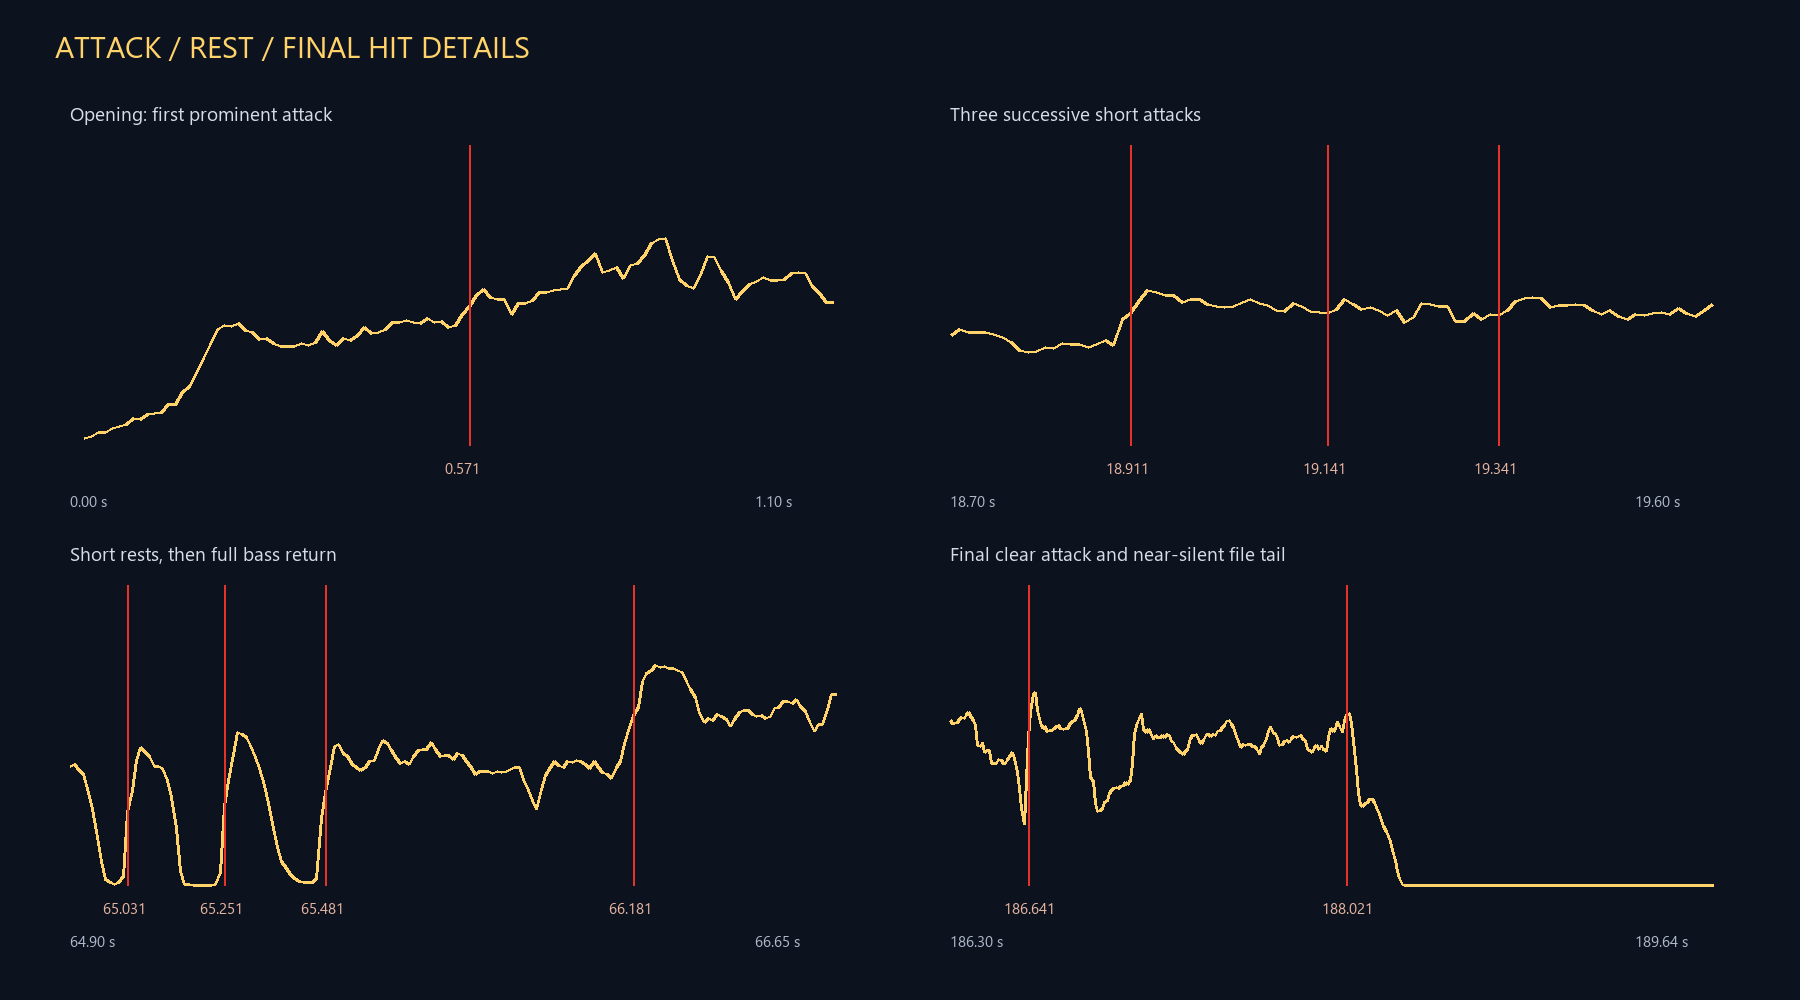 ATTACK / REST / FINAL HIT DETAILS
Opening: first prominent attack
0.571
0.00 s 1.10 s
Three successive short attacks
18.911 19.141 19.341
18.70 s 19.60 s
Short rests, then full bass return
65.031 65.251 65.481 66.181
64.90 s 66.65 s
Final clear attack and near-silent file tail
186.641 188.021
186.30 s 189.64 s